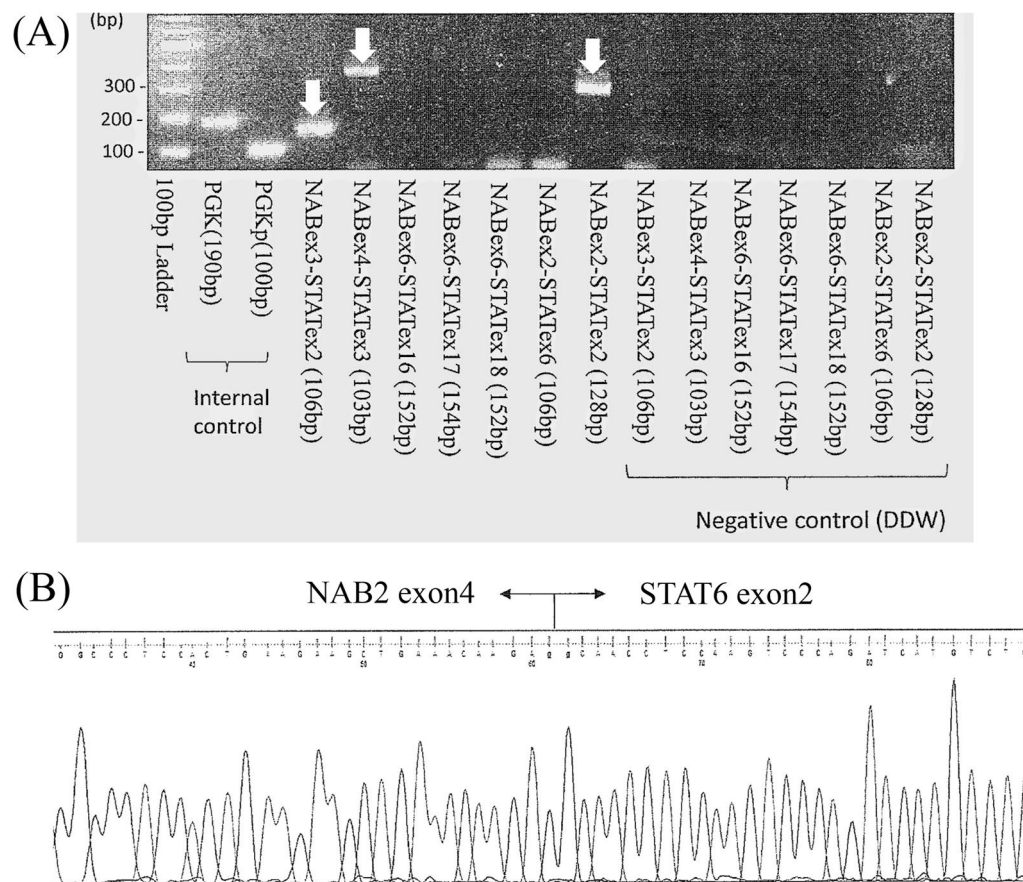 (A)
(bp)
300 -
200 -
100 -
100bp Ladder
PGK(190bp)
PGKp(100bp)
NABex3-STATex2 (106bp)
NABex4-STATex3 (103bp)
NABex6-STATex16 (152bp)
NABex6-STATex17 (154bp)
NABex6-STATex18 (152bp)
NABex2-STATex6 (106bp)
NABex2-STATex2 (128bp)
NABex3-STATex2 (106bp)
NABex4-STATex3 (103bp)
NABex6-STATex16 (152bp)
NABex6-STATex17 (154bp)
NABex6-STATex18 (152bp)
NABex2-STATex6 (106bp)
NABex2-STATex2 (128bp)
Internal
control
Negative control (DDW)
(B)
NAB2 exon4
STAT6 exon2